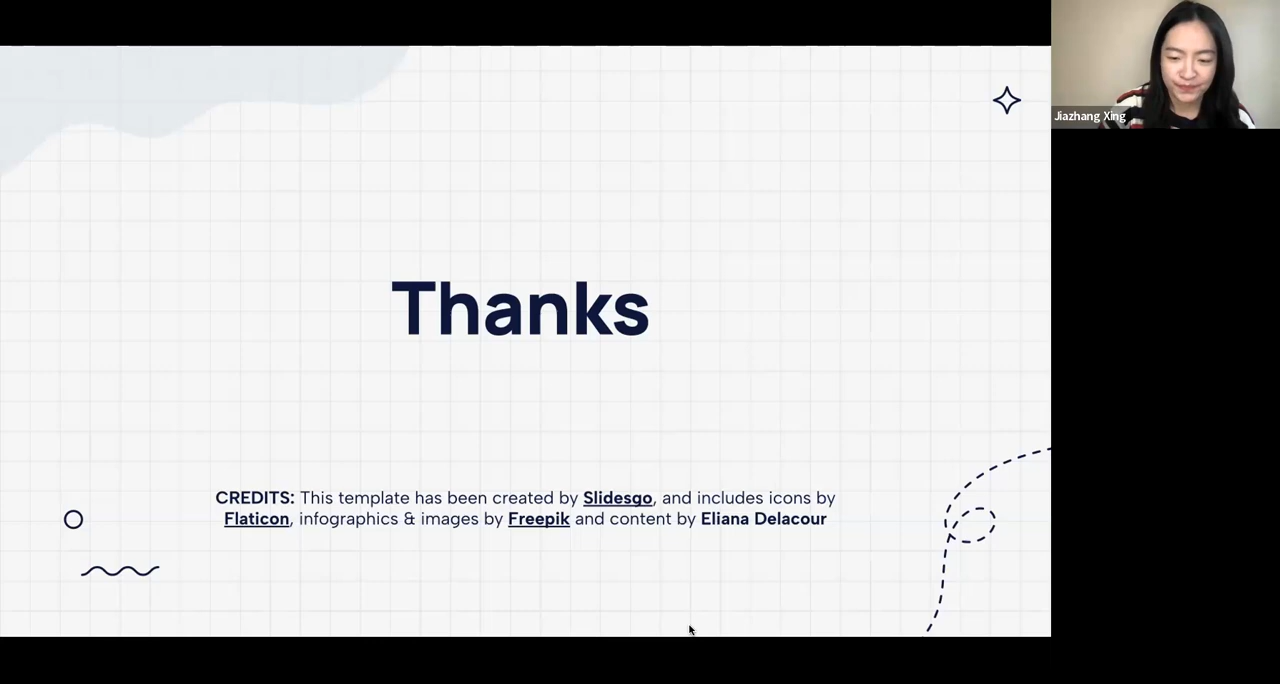 Jiazhang Xing
Thanks
CREDITS: This template has been created by Slidesgo, and includes icons by
Flaticon, infographics & images by Freepik and content by Eliana Delacour